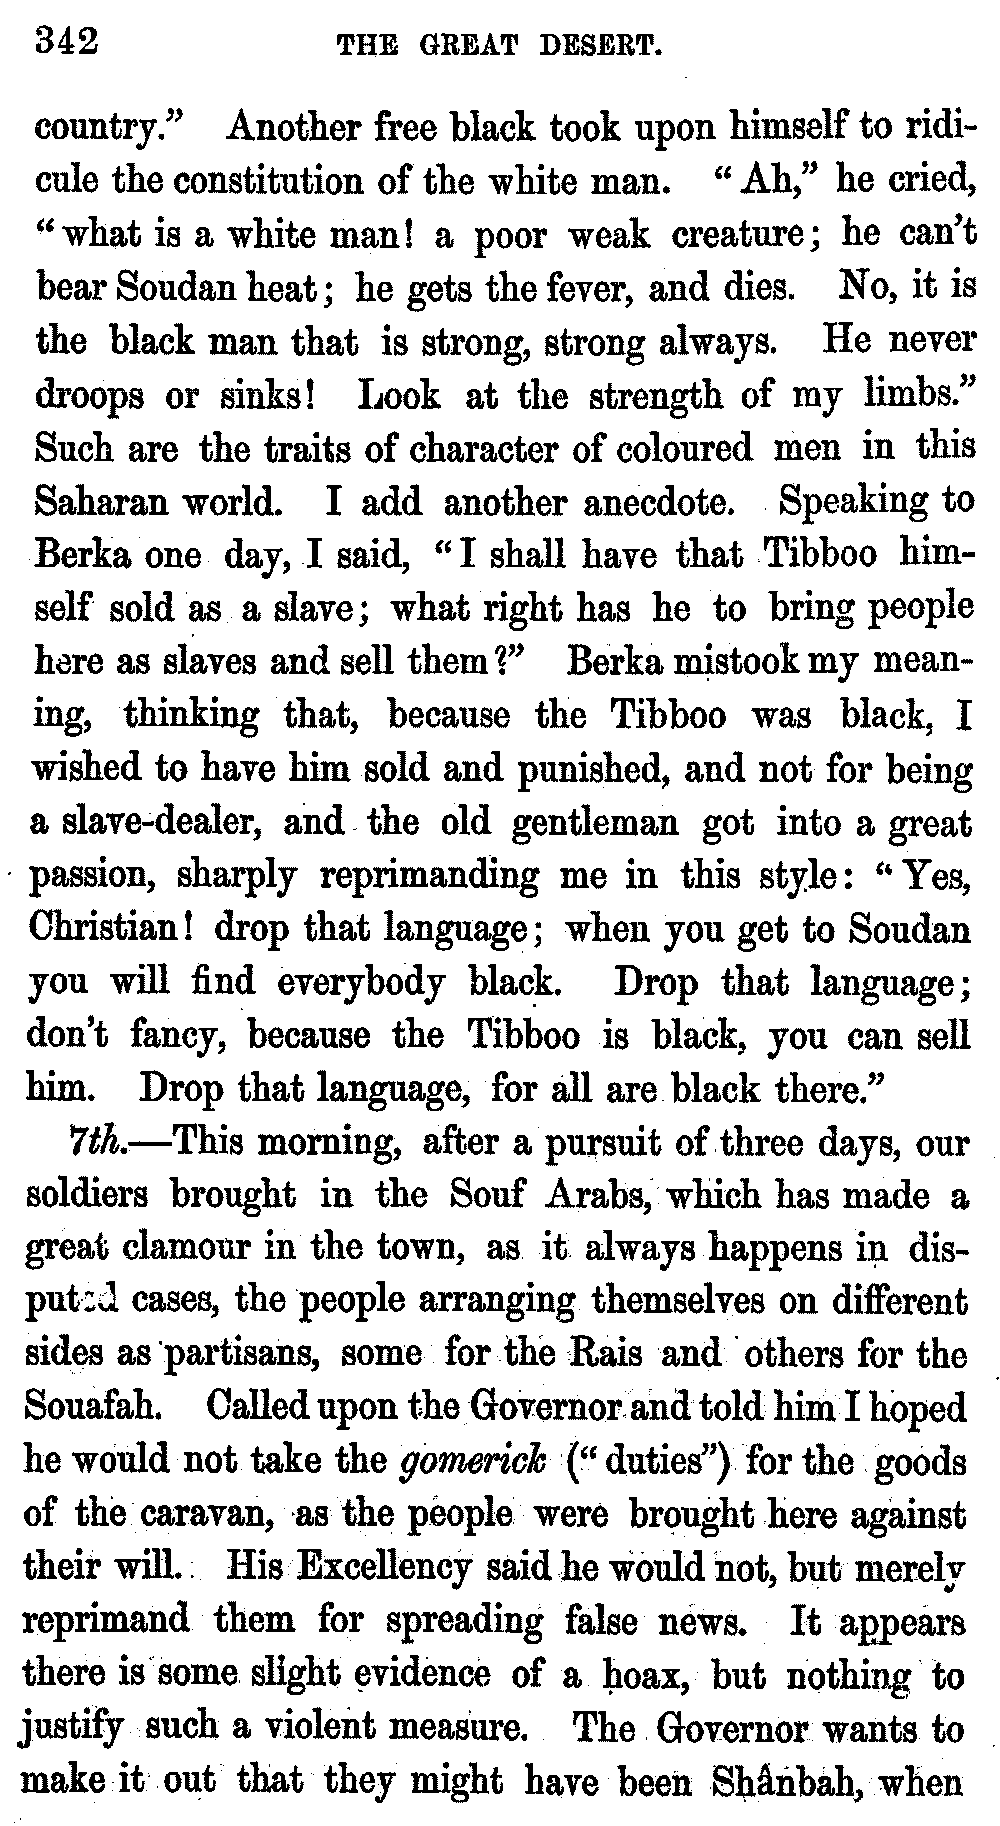 342 THE GREAT DESERT.
country.” Another free black took upon himself to ridi-
cule the constitution of the white man. “Ah,” he cried,
“what is a white man! a poor weak creature; he can’t
bear Soudan heat; he gets the fever, and dies. No, it is
the black man that is strong, strong always. He never
droops or sinks! Look at the strength of my limbs.”
Such are the traits of character of coloured men in this
Saharan world. I add another anecdote. Speaking to
Berka one day, I said, “I shall have that Tibboo him-
self sold as a slave; what right has he to bring people
here as slaves and sell them?” Berka mistook my mean-
ing, thinking that, because the Tibboo was black, I
wished to have him sold and punished, and not for being
a slave-dealer, and the old gentleman got into a great
passion, sharply reprimanding me in this style: “Yes,
Christian! drop that language; when you get to Soudan
you will find everybody black. Drop that language;
don’t fancy, because the Tibboo is black, you can sell
him. Drop that language, for all are black there.”
7th.—This morning, after a pursuit of three days, our
soldiers brought in the Souf Arabs, which has made a
great clamour in the town, as it always happens in dis-
puted cases, the people arranging themselves on different
sides as partisans, some for the Rais and others for the
Souafah. Called upon the Governor and told him I hoped
he would not take the gomerick (“duties”) for the goods
of the caravan, as the people were brought here against
their will. His Excellency said he would not, but merely
reprimand them for spreading false news. It appears
there is some slight evidence of a hoax, but nothing to
justify such a violent measure. The Governor wants to
make it out that they might have been Shânbah, when